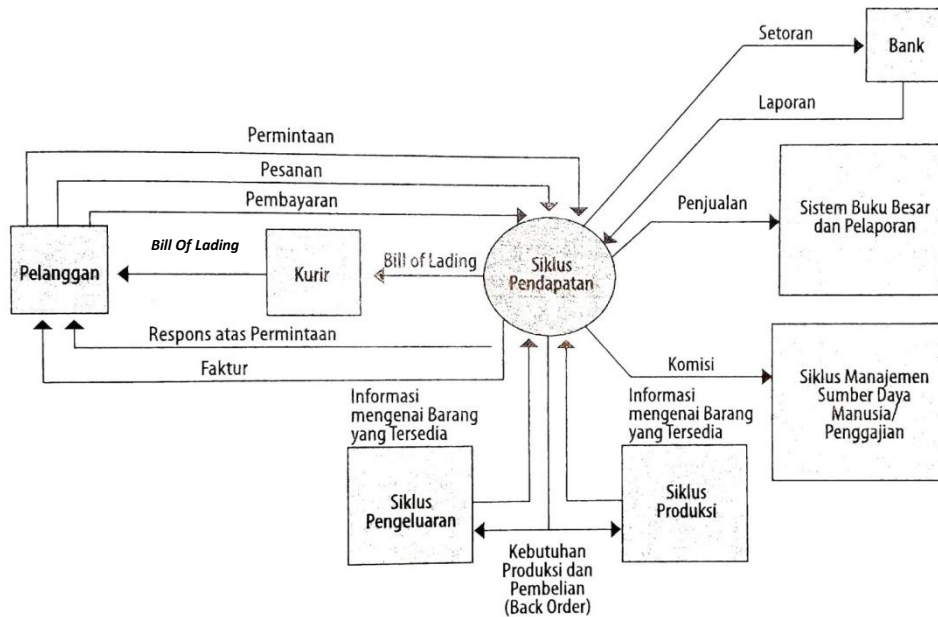 Setoran
Bank
Laporan
Permintaan
Pesanan
Pembayaran
Penjualan
Sistem Buku Besar
dan Pelaporan
Bill Of Lading
Pelanggan
Kurir
Bill of Lading
Siklus
Pendapatan
Respons atas Permintaan
Faktur
Komisi
Siklus Manajemen
Sumber Daya
Manusia/
Penggajian
Informasi
mengenai Barang
yang Tersedia
Informasi
mengenai Barang
yang Tersedia
Siklus
Pengeluaran
Siklus
Produksi
Kebutuhan
Produksi dan
Pembelian
(Back Order)